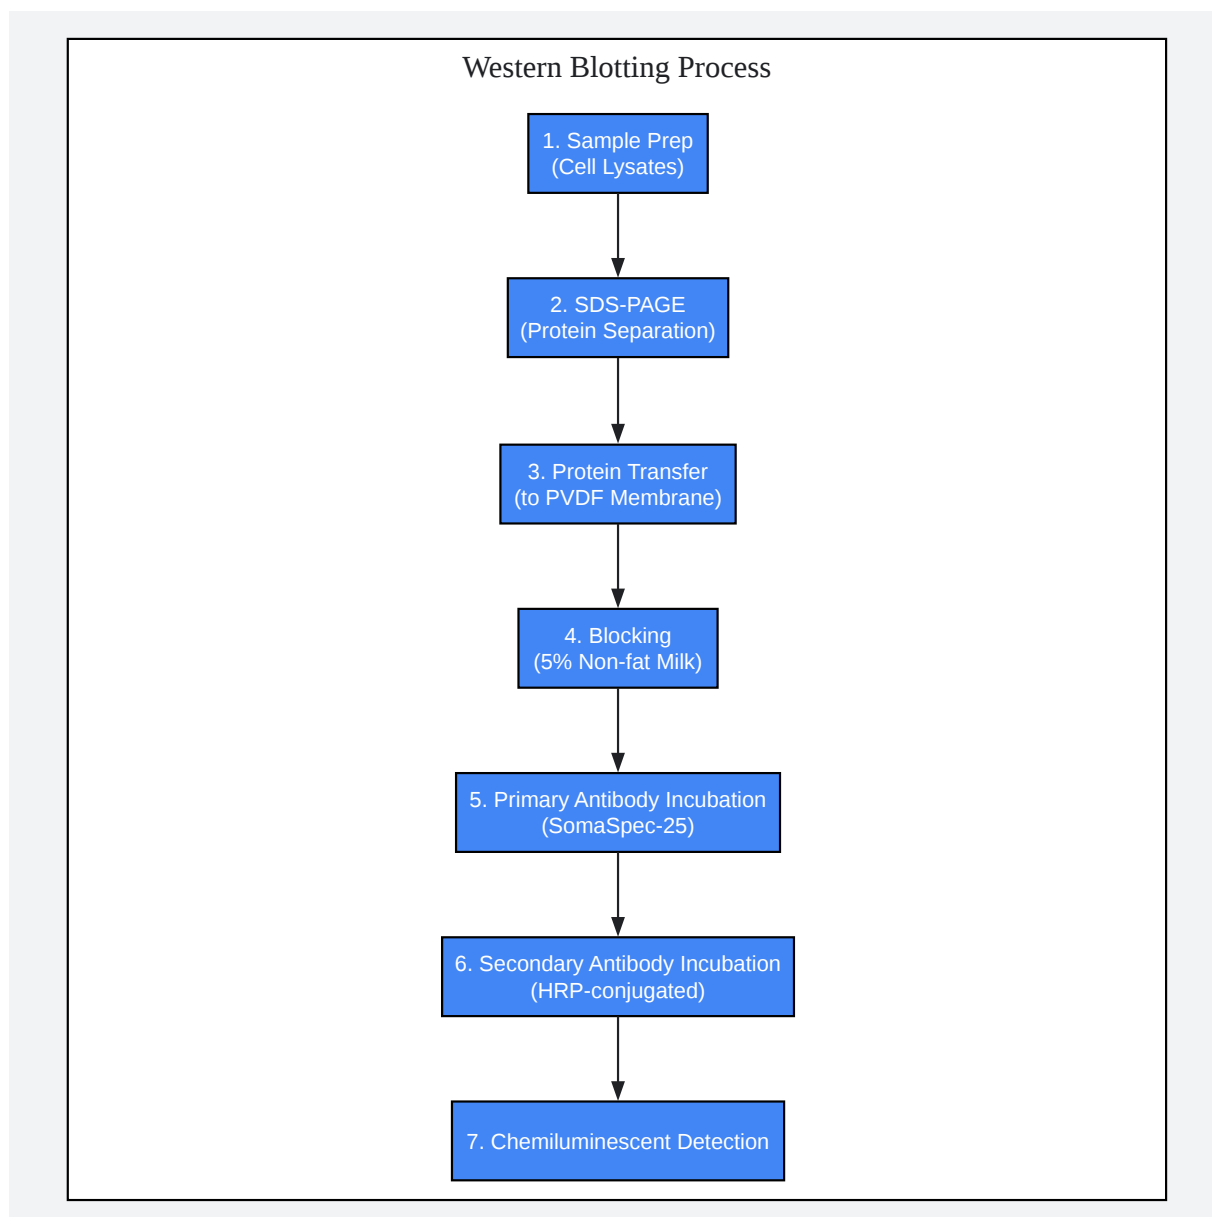 Western Blotting Process
1. Sample Prep
(Cell Lysates)
2. SDS-PAGE
(Protein Separation)
3. Protein Transfer
(to PVDF Membrane)
4. Blocking
(5% Non-fat Milk)
5. Primary Antibody Incubation
(SomaSpec-25)
6. Secondary Antibody Incubation
(HRP-conjugated)
7. Chemiluminescent Detection